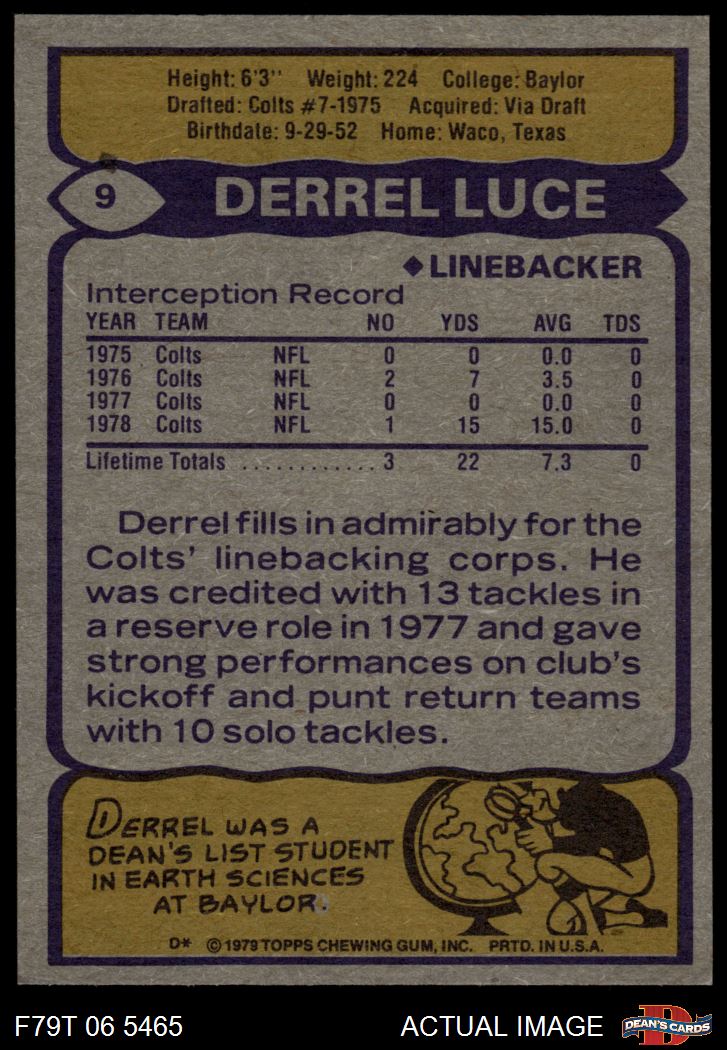 Height: 6'3'' Weight: 224 College: Baylor
Drafted: Colts #7-1975 Acquired: Via Draft
Birthdate: 9-29-52 Home: Waco, Texas
9 DERREL LUCE
◆LINEBACKER
Interception Record
YEAR TEAM NO YDS AVG TDS
1975 Colts NFL 0 0 0.0 0
1976 Colts NFL 2 7 3.5 0
1977 Colts NFL 0 0 0.0 0
1978 Colts NFL 1 15 15.0 0
Lifetime Totals ............ 3 22 7.3 0
Derrel fills in admirably for the
Colts' linebacking corps. He
was credited with 13 tackles in
a reserve role in 1977 and gave
strong performances on club's
kickoff and punt return teams
with 10 solo tackles.
DERREL WAS A
DEAN'S LIST STUDENT
IN EARTH SCIENCES
AT BAYLOR.
D* © 1979 TOPPS CHEWING GUM, INC. PRTD. IN U.S.A.
F79T 06 5465 ACTUAL IMAGE D DEAN'S CARDS